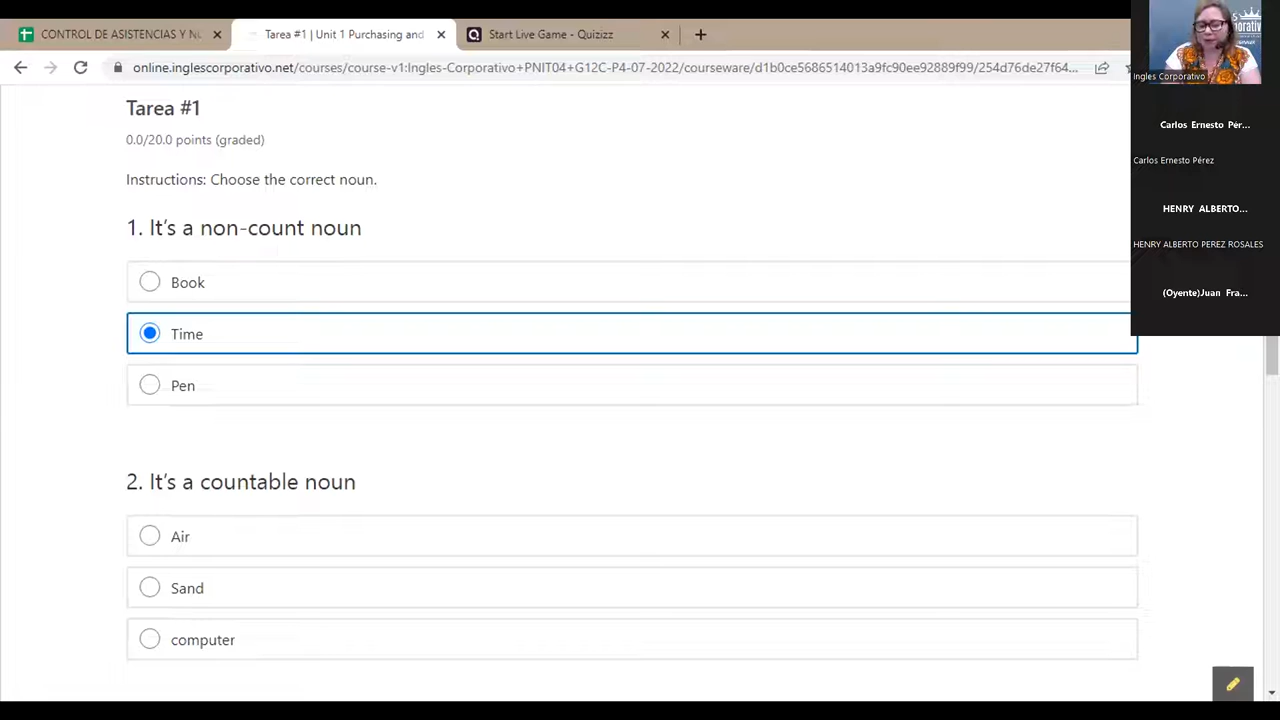 CONTROL DE ASISTENCIAS Y N
Tarea #1 | Unit 1 Purchasing and
Start Live Game - Quizizz
online.inglescorporativo.net/courses/course-v1:Ingles-Corporativo+PMIT04+G12C-P4-07-2022/courseware/d1b0ce5686514013a9fc90ee92889f99/254d76de27f64...
Ingles Corporativo
Carlos Ernesto Pér...
Carlos Ernesto Pérez
HENRY ALBERTO...
HENRY ALBERTO PEREZ ROSALES
(Oyente)Juan Fra...
Tarea #1
0.0/20.0 points (graded)
Instructions: Choose the correct noun.
1. It's a non-count noun
Book
Time
Pen
2. It's a countable noun
Air
Sand
computer